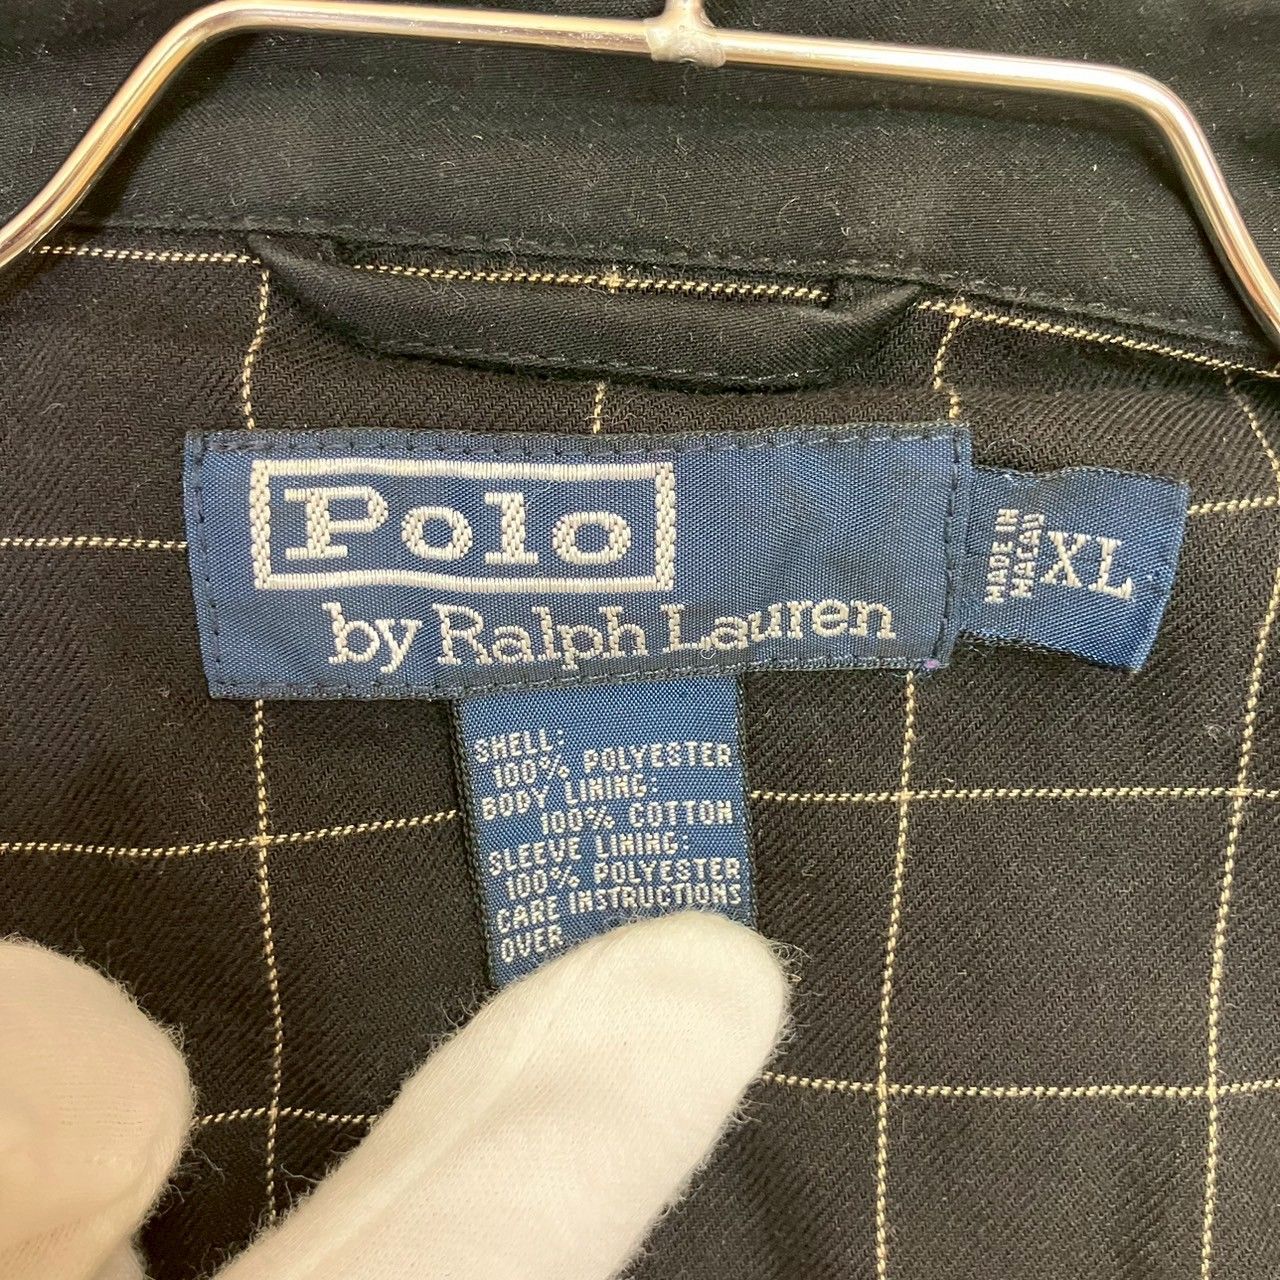 Polo
by Ralph Lauren
MADE IN
MACAU
XL
SHELL:
100% POLYESTER
BODY LINING:
100% COTTON
SLEEVE LINING:
100% POLYESTER
CARE INSTRUCTIONS
OVER